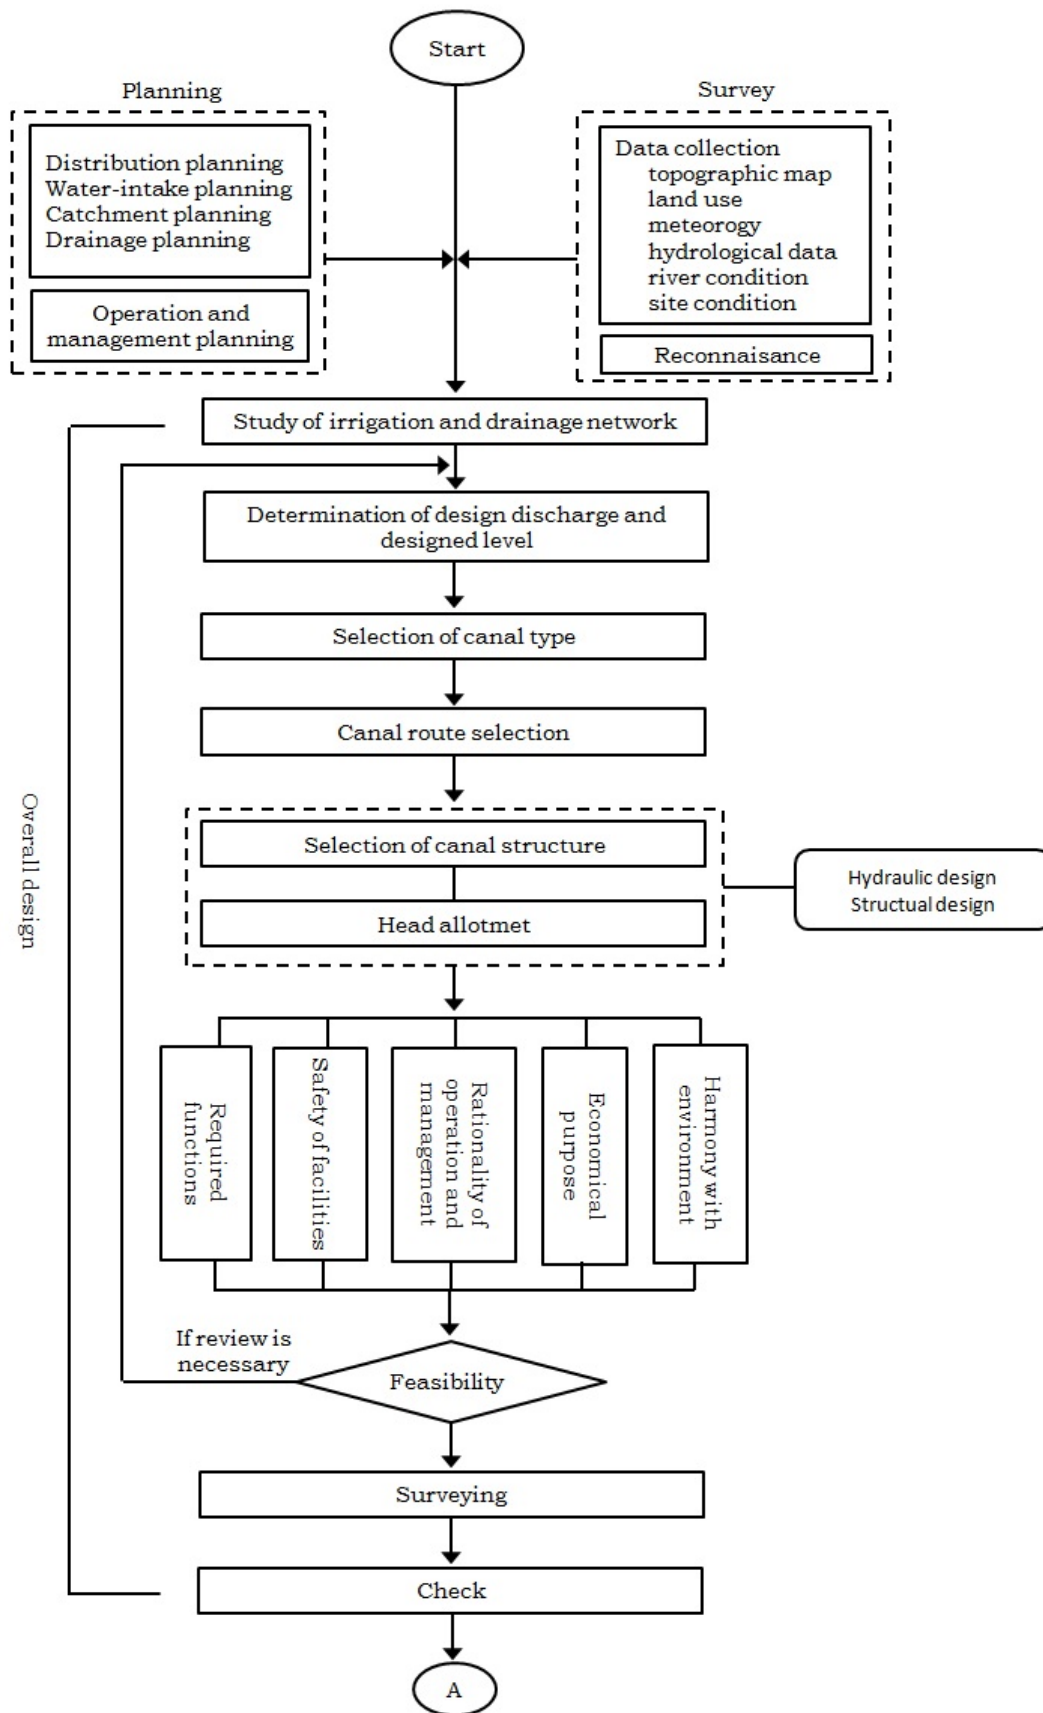 Start
Planning
Distribution planning
Water-intake planning
Catchment planning
Drainage planning
Operation and
management planning
Survey
Data collection
topographic map
land use
meteorogy
hydrological data
river condition
site condition
Reconnaisance
Study of irrigation and drainage network
Determination of design discharge and
designed level
Selection of canal type
Canal route selection
Overall design
Selection of canal structure
Head allotmet
Hydraulic design
Structual design
Required
functions
Safety of facilities
Rationality of
operation and
management
Economical
purpose
Harmony with
environment
If review is
necessary
Feasibility
Surveying
Check
A